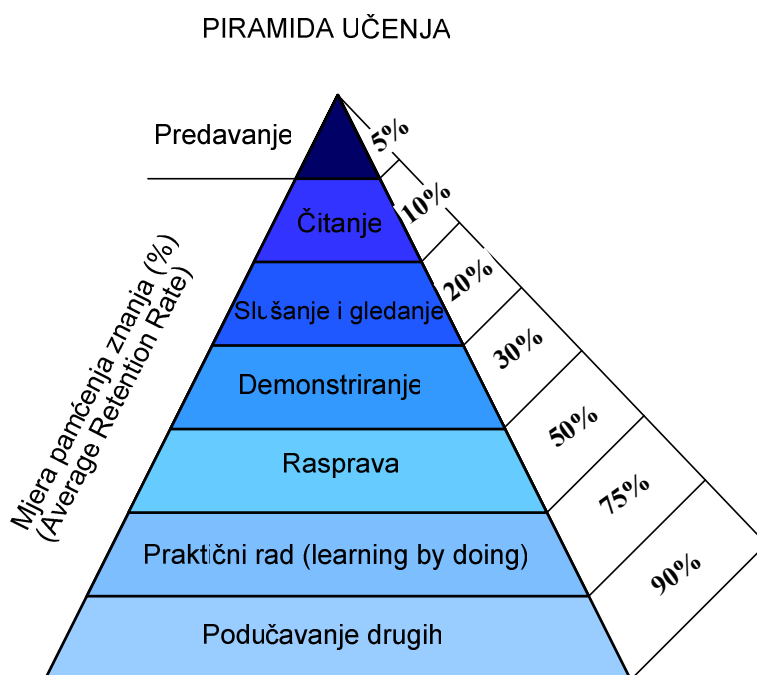 PIRAMIDA UČENJA
Predavanje
5%
Čitanje
10%
Slušanje i gledanje
20%
Demonstriranje
30%
Rasprava
50%
Praktični rad (learning by doing)
75%
Podučavanje drugih
90%
Mjera pamćenja znanja (%)
(Average Retention Rate)